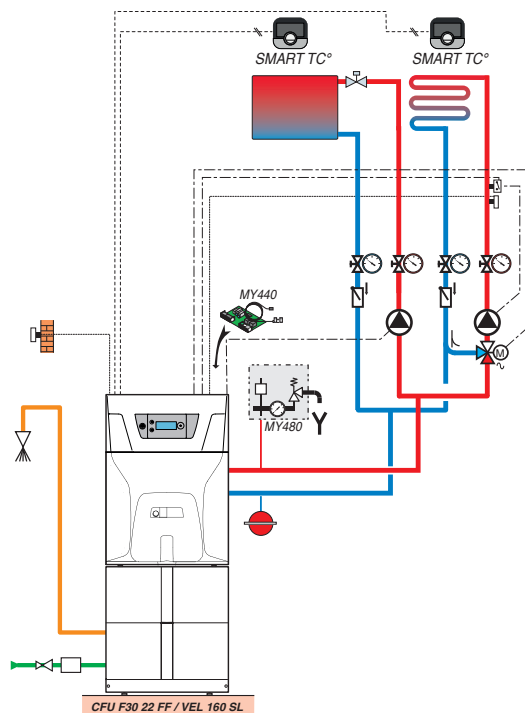 SMART TC° SMART TC°
MY440
M
MY480
CFU F30 22 FF / VEL 160 SL